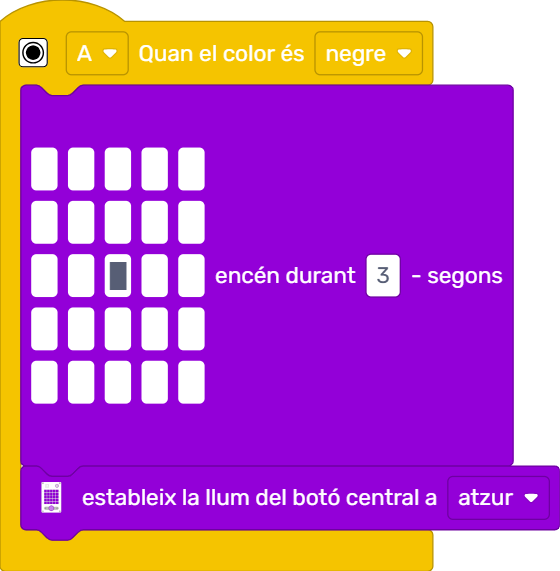 A Quan el color és negre
encén durant 3 - segons
estableix la llum del botó central a atzur